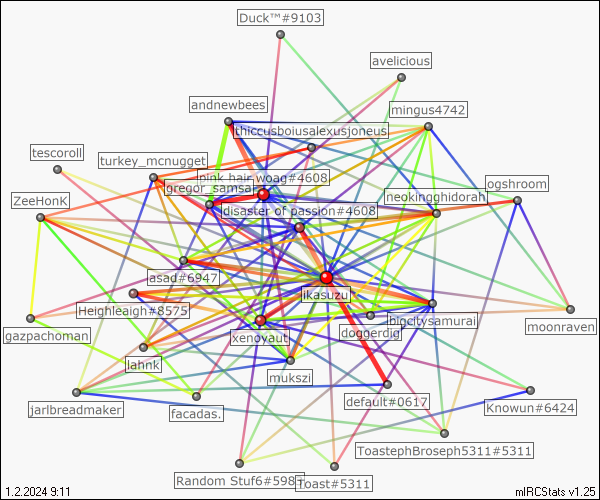 Duck™#9103
avelicious
andnewbees
mingus4742
thiccusboiusalexusjoneus
tescoroll
turkey_mcnugget
pink hair woag#4608
gregor_samsa
neokingghidorah
ogshroom
ZeeHonK
disaster of passion#4608
asad#6947
ikasuzu
Heighleaigh#8575
moonraven
gazpachoman
xenoyaut
doggerdig
lahnk
mukszi
default#0617
jarlbreadmaker
facadas.
Knowun#6424
ToastephBroseph5311#5311
Random Stuf6#598
Toast#5311
1.2.2024 9:11
mIRCStats v1.25